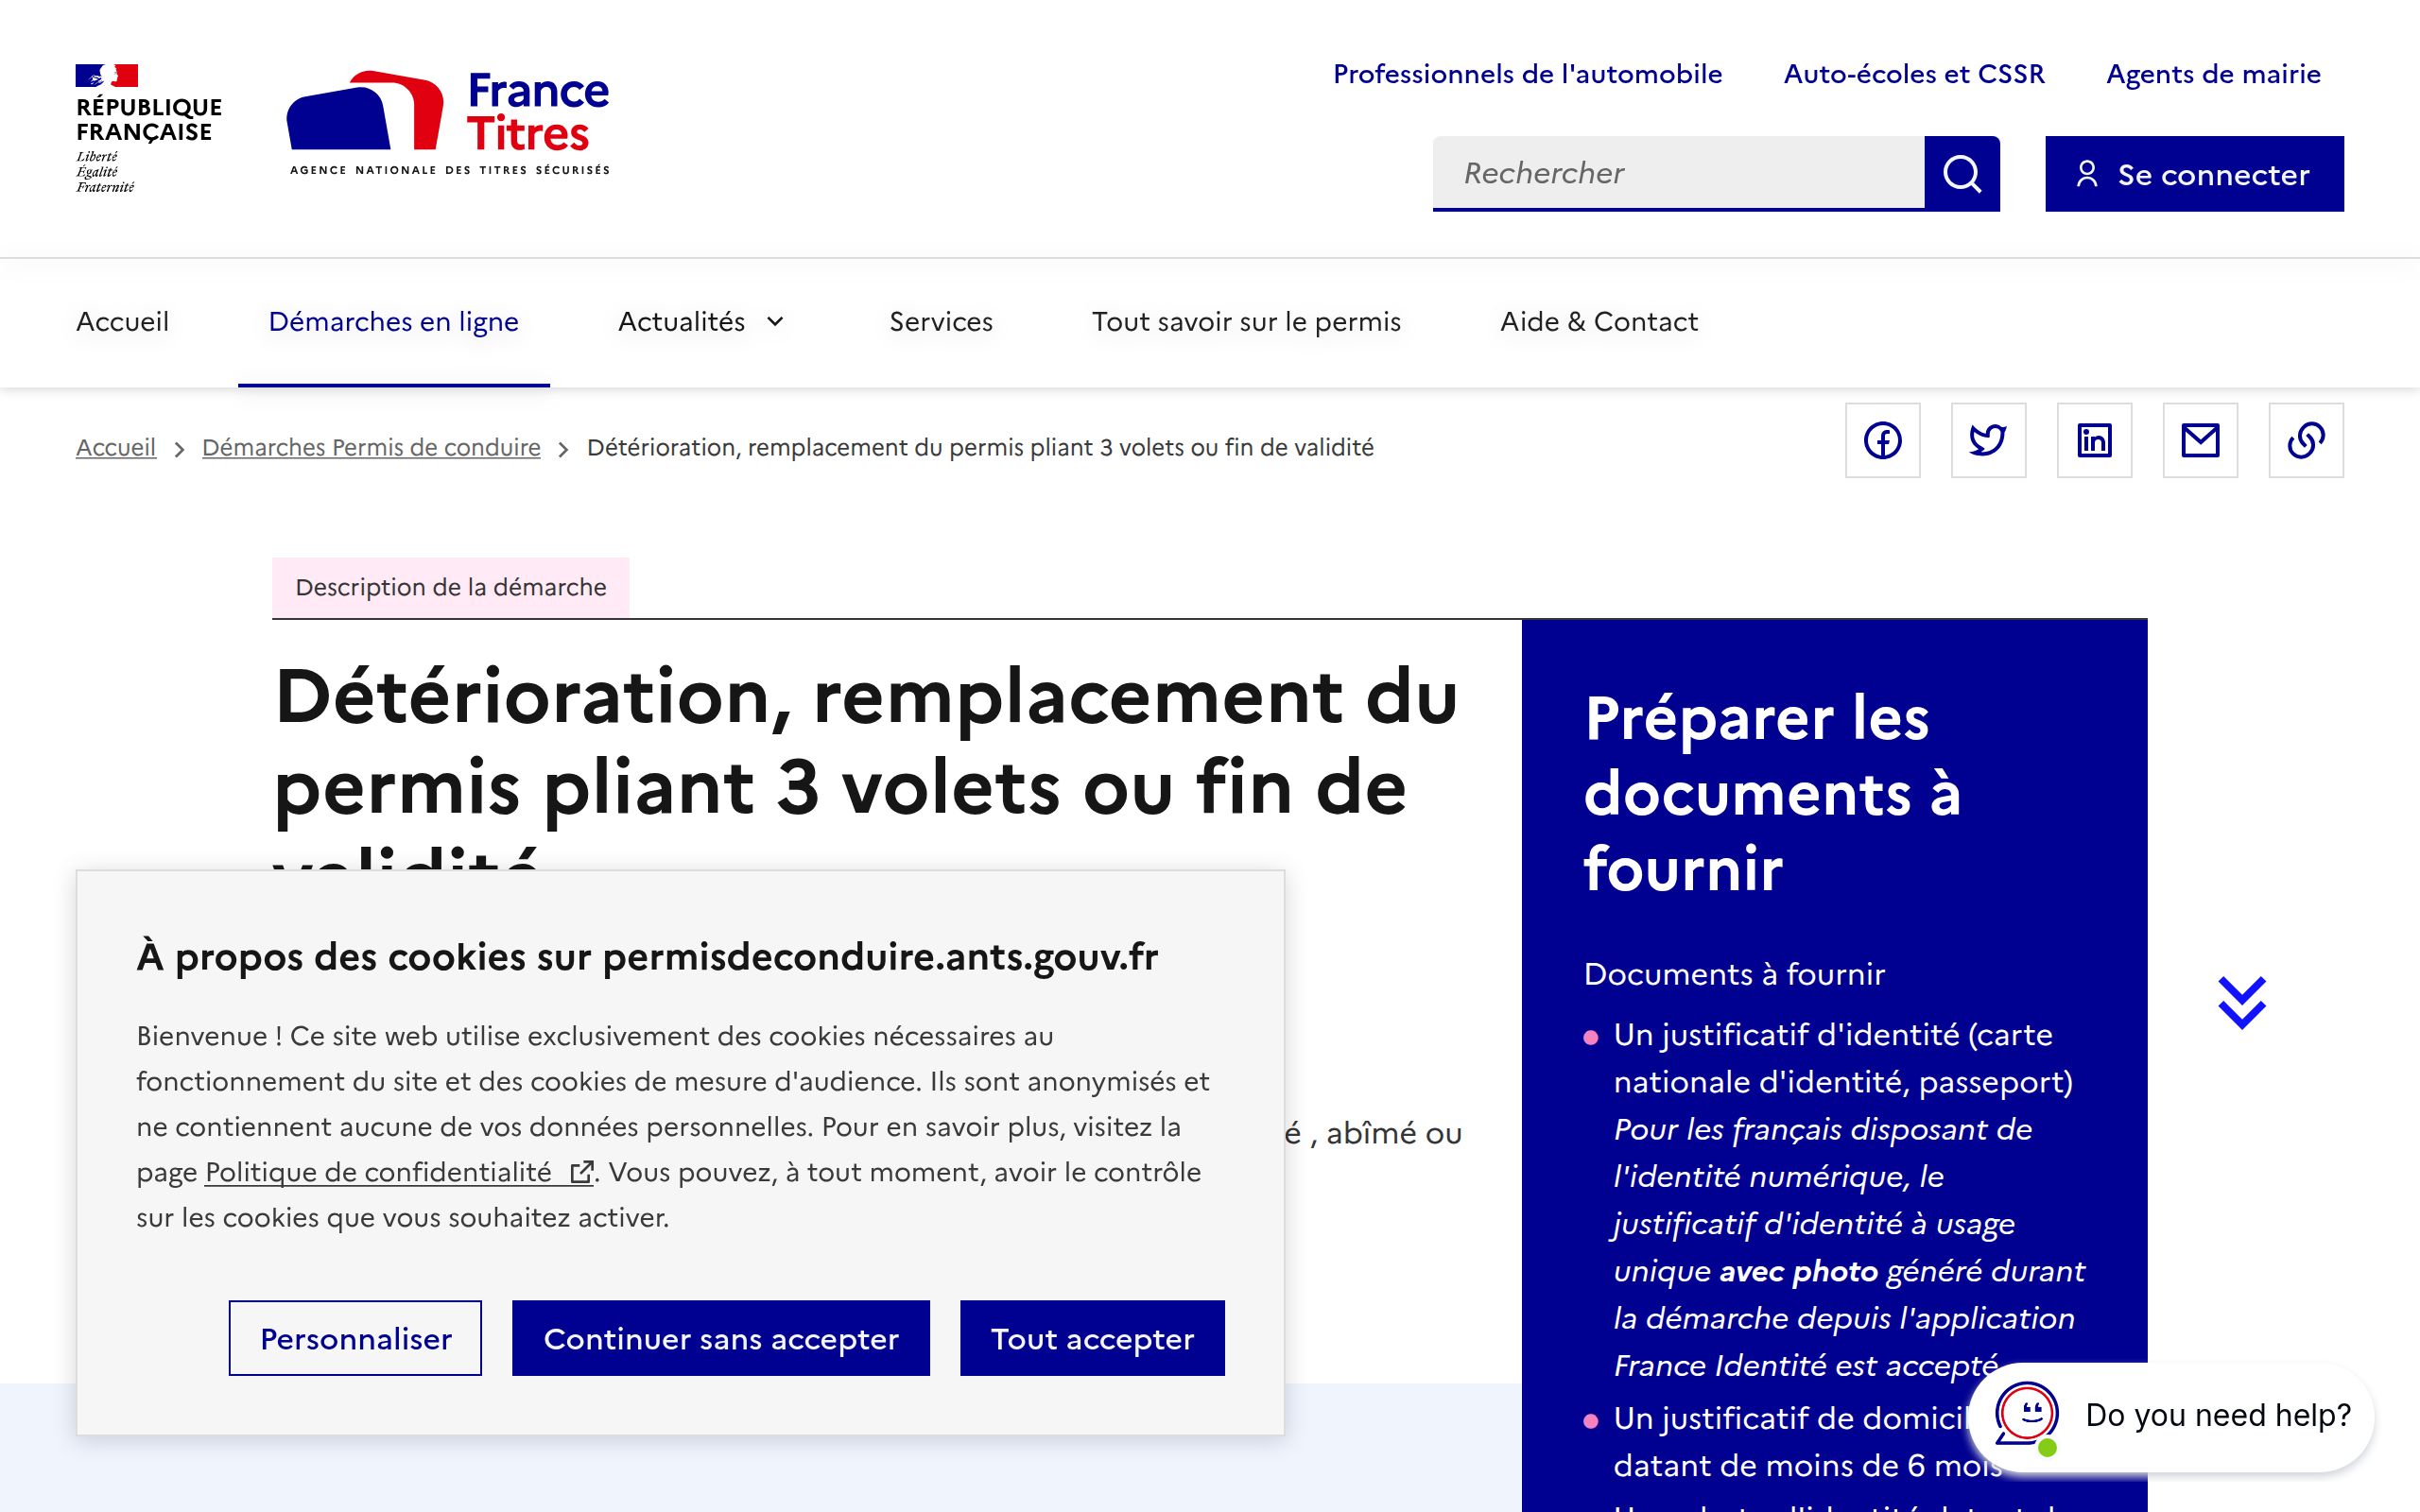 RÉPUBLIQUE
FRANÇAISE
Liberté
Égalité
Fraternité
France
Titres
AGENCE NATIONALE DES TITRES SÉCURISÉS
Professionnels de l'automobile
Auto-écoles et CSSR
Agents de mairie
Rechercher
Se connecter
Accueil
Démarches en ligne
Actualités
Services
Tout savoir sur le permis
Aide & Contact
Accueil > Démarches Permis de conduire > Détérioration, remplacement du permis pliant 3 volets ou fin de validité
Description de la démarche
Détérioration, remplacement du
permis pliant 3 volets ou fin de
validité
é , abîmé ou
À propos des cookies sur permisdeconduire.ants.gouv.fr
Bienvenue ! Ce site web utilise exclusivement des cookies nécessaires au
fonctionnement du site et des cookies de mesure d'audience. Ils sont anonymisés et
ne contiennent aucune de vos données personnelles. Pour en savoir plus, visitez la
page Politique de confidentialité . Vous pouvez, à tout moment, avoir le contrôle
sur les cookies que vous souhaitez activer.
Personnaliser
Continuer sans accepter
Tout accepter
Préparer les
documents à
fournir
Documents à fournir
Un justificatif d'identité (carte
nationale d'identité, passeport)
Pour les français disposant de
l'identité numérique, le
justificatif d'identité à usage
unique avec photo généré durant
la démarche depuis l'application
France Identité est accepté
Un justificatif de domicil
datant de moins de 6 mois
Do you need help?